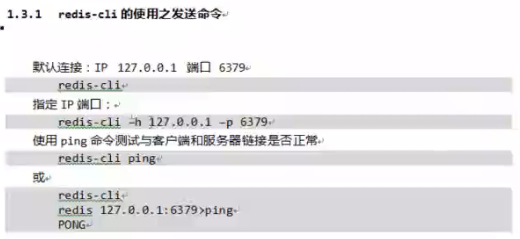 1.3.1 redis-cli的使用之发送命令
默认连接：IP 127.0.0.1 端口 6379
redis-cli
指定 IP 端口：
redis-cli –h 127.0.0.1 –p 6379
使用 ping 命令测试与客户端和服务器链接是否正常
redis-cli ping
或
redis-cli
redis 127.0.0.1:6379>ping
PONG